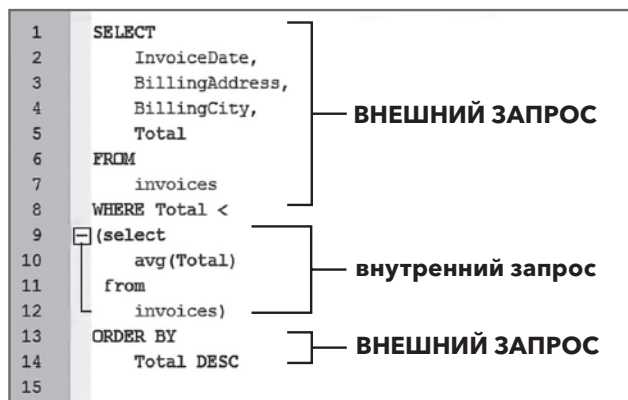 1 SELECT
2 InvoiceDate,
3 BillingAddress,
4 BillingCity,
5 Total
ВНЕШНИЙ ЗАПРОС
6 FROM
7 invoices
8 WHERE Total <
9 (select
10 avg(Total)
внутренний запрос
11 from
12 invoices)
13 ORDER BY
ВНЕШНИЙ ЗАПРОС
14 Total DESC
15